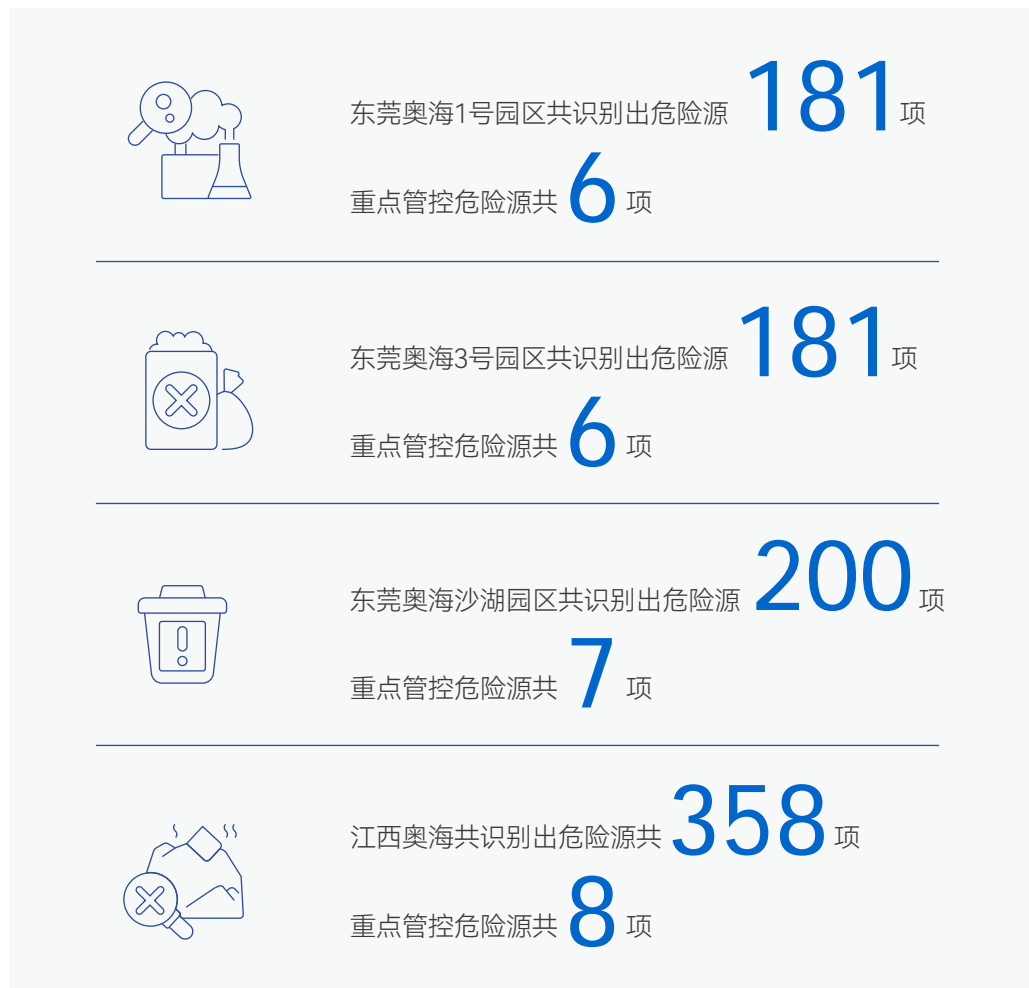 东莞奥海1号园区共识别出危险源 181 项
重点管控危险源共 6 项
东莞奥海3号园区共识别出危险源 181 项
重点管控危险源共 6 项
东莞奥海沙湖园区共识别出危险源 200 项
重点管控危险源共 7 项
江西奥海共识别出危险源共 358 项
重点管控危险源共 8 项